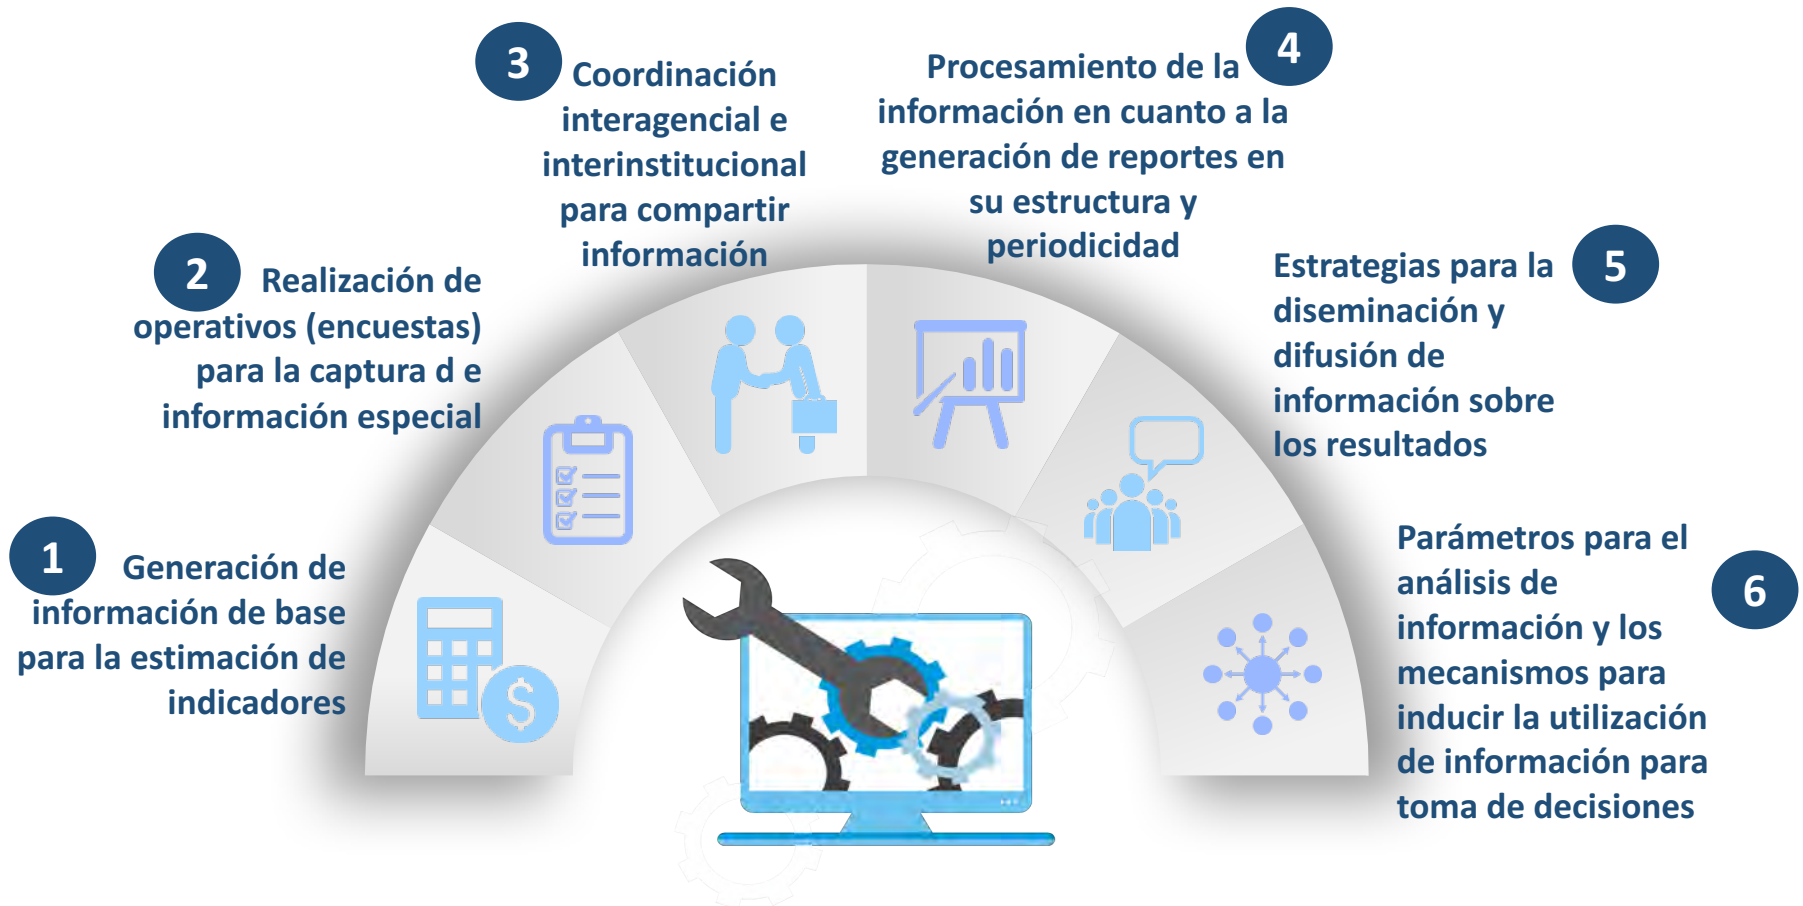 1
Generación de
información de base
para la estimación de
indicadores
2
Realización de
operativos (encuestas)
para la captura d e
información especial
3
Coordinación
interagencial e
interinstitucional
para compartir
información
4
Procesamiento de la
información en cuanto a la
generación de reportes en
su estructura y
periodicidad
5
Estrategias para la
diseminación y
difusión de
información sobre
los resultados
6
Parámetros para el
análisis de
información y los
mecanismos para
inducir la utilización
de información para
toma de decisiones
$